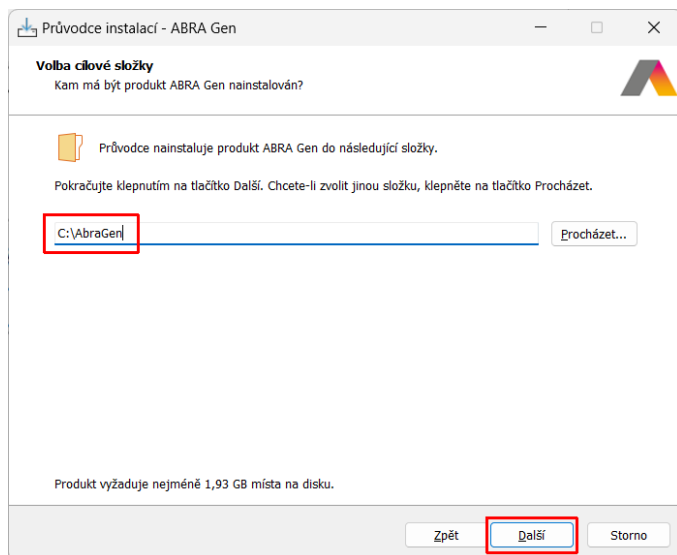 Průvodce instalací - ABRA Gen
Volba cílové složky
Kam má být produkt ABRA Gen nainstalován?
Průvodce nainstaluje produkt ABRA Gen do následující složky.
Pokračujte klepnutím na tlačítko Další. Chcete-li zvolit jinou složku, klepněte na tlačítko Procházet.
C:\AbraGen
Procházet...
Produkt vyžaduje nejméně 1,93 GB místa na disku.
Zpět
Další
Storno